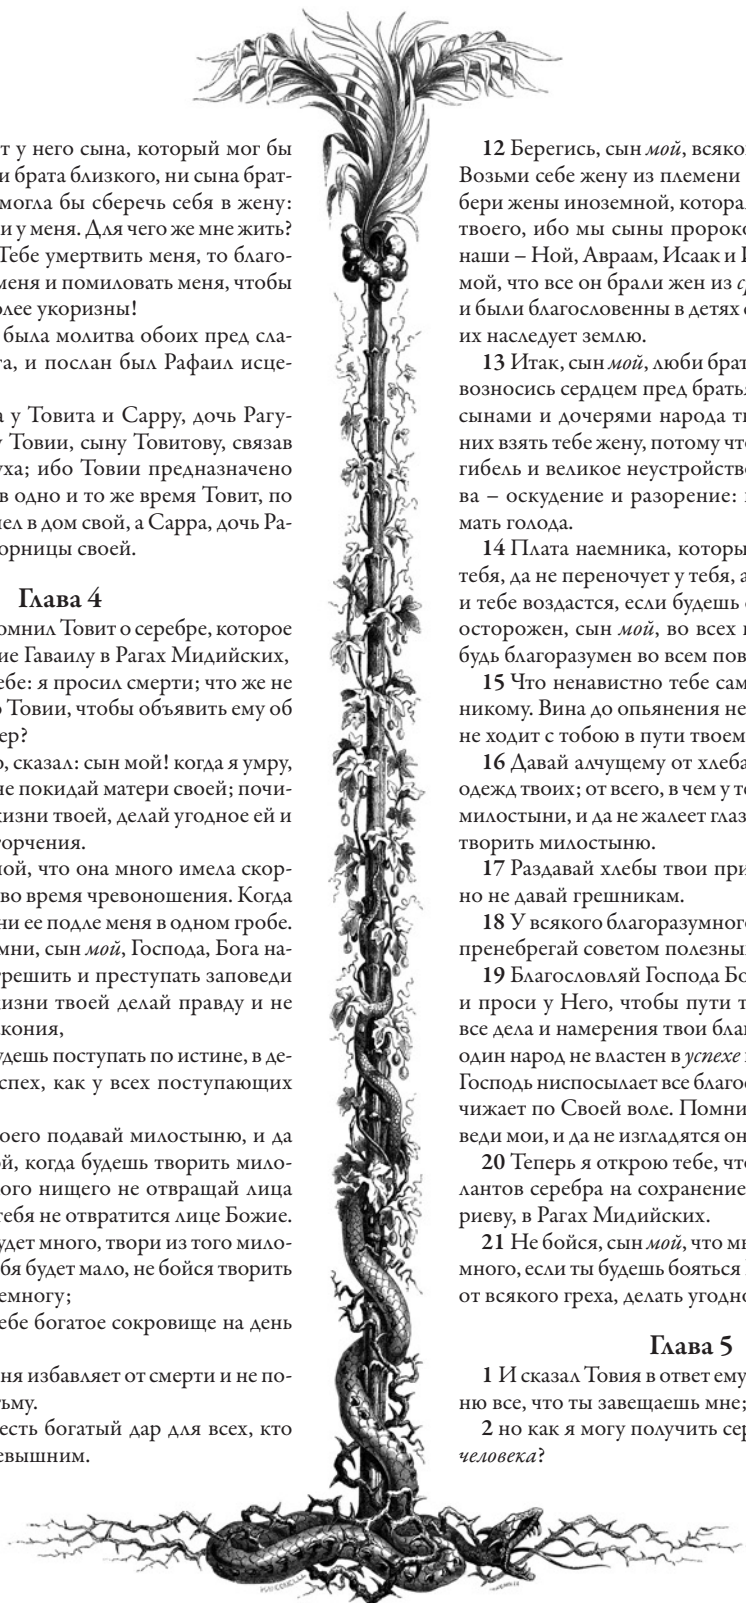 т у него сына, который мог бы
и брата близкого, ни сына брат-
могла бы сберечь себя в жену:
и у меня. Для чего же мне жить?
Тебе умертвить меня, то благо-
меня и помиловать меня, чтобы
олее укоризны!
была молитва обоих пред сла-
та, и послан был Рафаил исце-
а у Товита и Сарру, дочь Рагу-
у Товии, сыну Товитову, связав
уха; ибо Товии предназначено
в одно и то же время Товит, по
ел в дом свой, а Сарра, дочь Ра-
орницы своей.
Глава 4
омнил Товит о серебре, которое
ие Гаваилу в Рагах Мидийских,
ебе: я просил смерти; что же не
о Товии, чтобы объявить ему об
ер?
о, сказал: сын мой! когда я умру,
не покидай матери своей; почи-
жизни твоей, делай угодное ей и
горчения.
ной, что она много имела скор-
во время чревоношения. Когда
ни ее подле меня в одном гробе.
мни, сын мой, Господа, Бога на-
грешить и преступать заповеди
жизни твоей делай правду и не
акония,
удешь поступать по истине, в де-
спех, как у всех поступающих
оего подавай милостыню, и да
ой, когда будешь творить мило-
кого нищего не отвращай лица
тебя не отвратится лице Божие.
удет много, твори из того мило-
бя будет мало, не бойся творить
емногу;
ебе богатое сокровище на день
ня избавляет от смерти и не по-
ьму.
есть богатый дар для всех, кто
евышним.
12 Берегись, сын мой, всяко
Возьми себе жену из племени
бери жены иноземной, котора
твоего, ибо мы сыны пророко
наши – Ной, Авраам, Исаак и И
мой, что все он брали жен из ср
и были благословенны в детях с
их наследует землю.
13 Итак, сын мой, люби брат
возносись сердцем пред братья
сынами и дочерями народа тв
них взять тебе жену, потому что
гибель и великое неустройство
ва – оскудение и разорение:
мать голода.
14 Плата наемника, которы
тебя, да не переночует у тебя, а
и тебе воздастся, если будешь с
осторожен, сын мой, во всех п
будь благоразумен во всем пов
15 Что ненавистно тебе сам
никому. Вина до опьянения не
не ходит с тобою в пути твоем
16 Давай алчущему от хлеба
одежд твоих; от всего, в чем у т
милостыни, и да не жалеет глаз
творить милостыню.
17 Раздавай хлебы твои при
но не давай грешникам.
18 У всякого благоразумного
пренебрегай советом полезны
19 Благословляй Господа Бо
и проси у Него, чтобы пути т
все дела и намерения твои бла
один народ не властен в успехе
Господь ниспосылает все благо
чижает по Своей воле. Помни
веди мои, и да не изгладятся он
20 Теперь я открою тебе, что
лантов серебра на сохранение
риеву, в Рагах Мидийских.
21 Не бойся, сын мой, что мы
много, если ты будешь бояться
от всякого греха, делать угодно
Глава 5
1 И сказал Товия в ответ ему
ню все, что ты завещаешь мне;
2 но как я могу получить сер
человека?